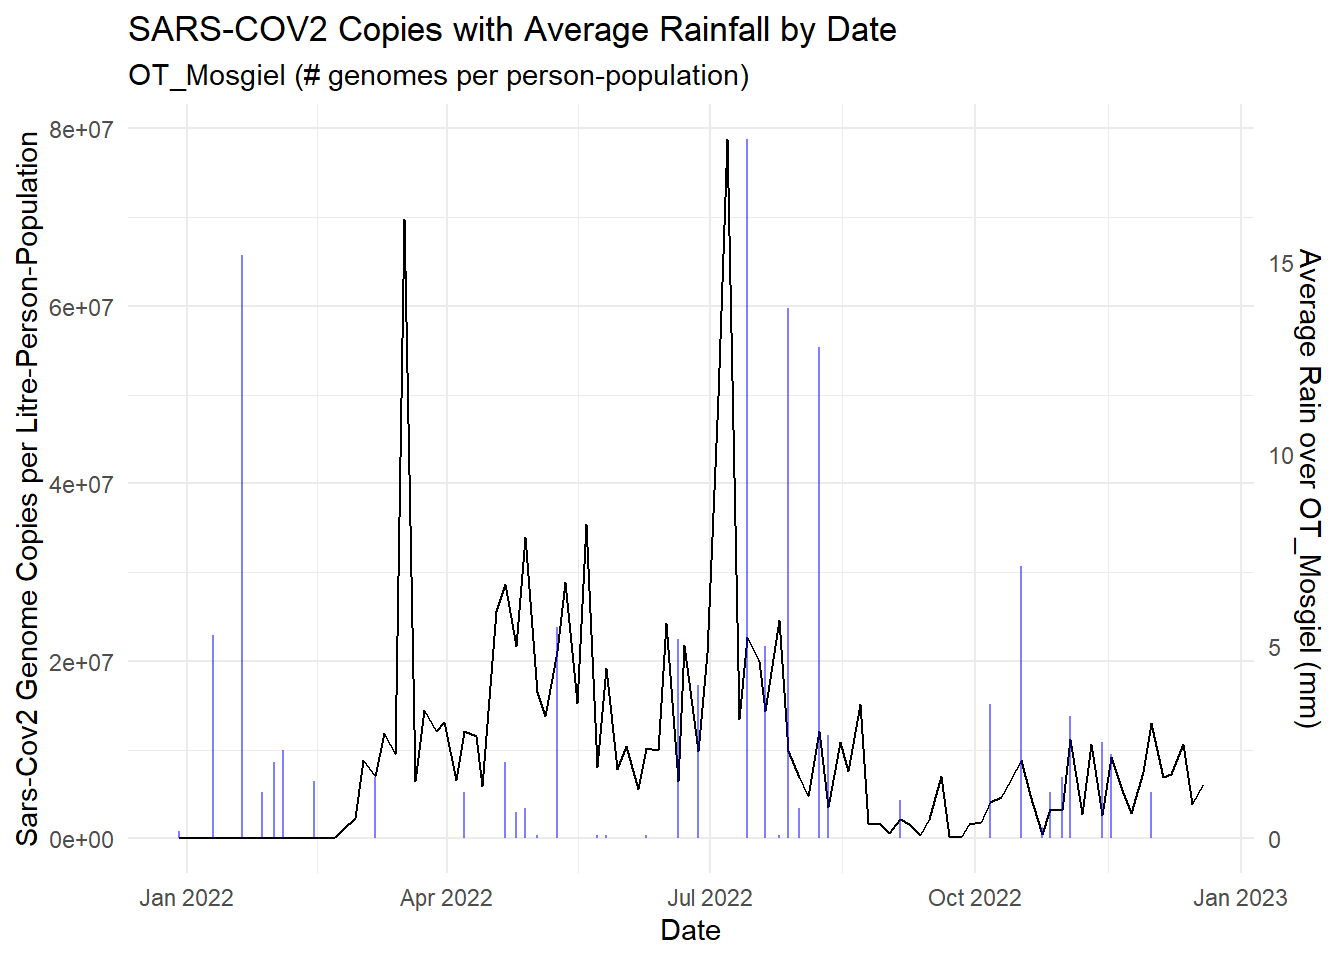 SARS-COV2 Copies with Average Rainfall by Date
OT_Mosgiel (# genomes per person-population)
Sars-Cov2 Genome Copies per Litre-Person-Population
8e+07
6e+07
4e+07
2e+07
0e+00
15
10
5
0
Average Rain over OT_Mosgiel (mm)
Jan 2022
Apr 2022
Jul 2022
Oct 2022
Jan 2023
Date